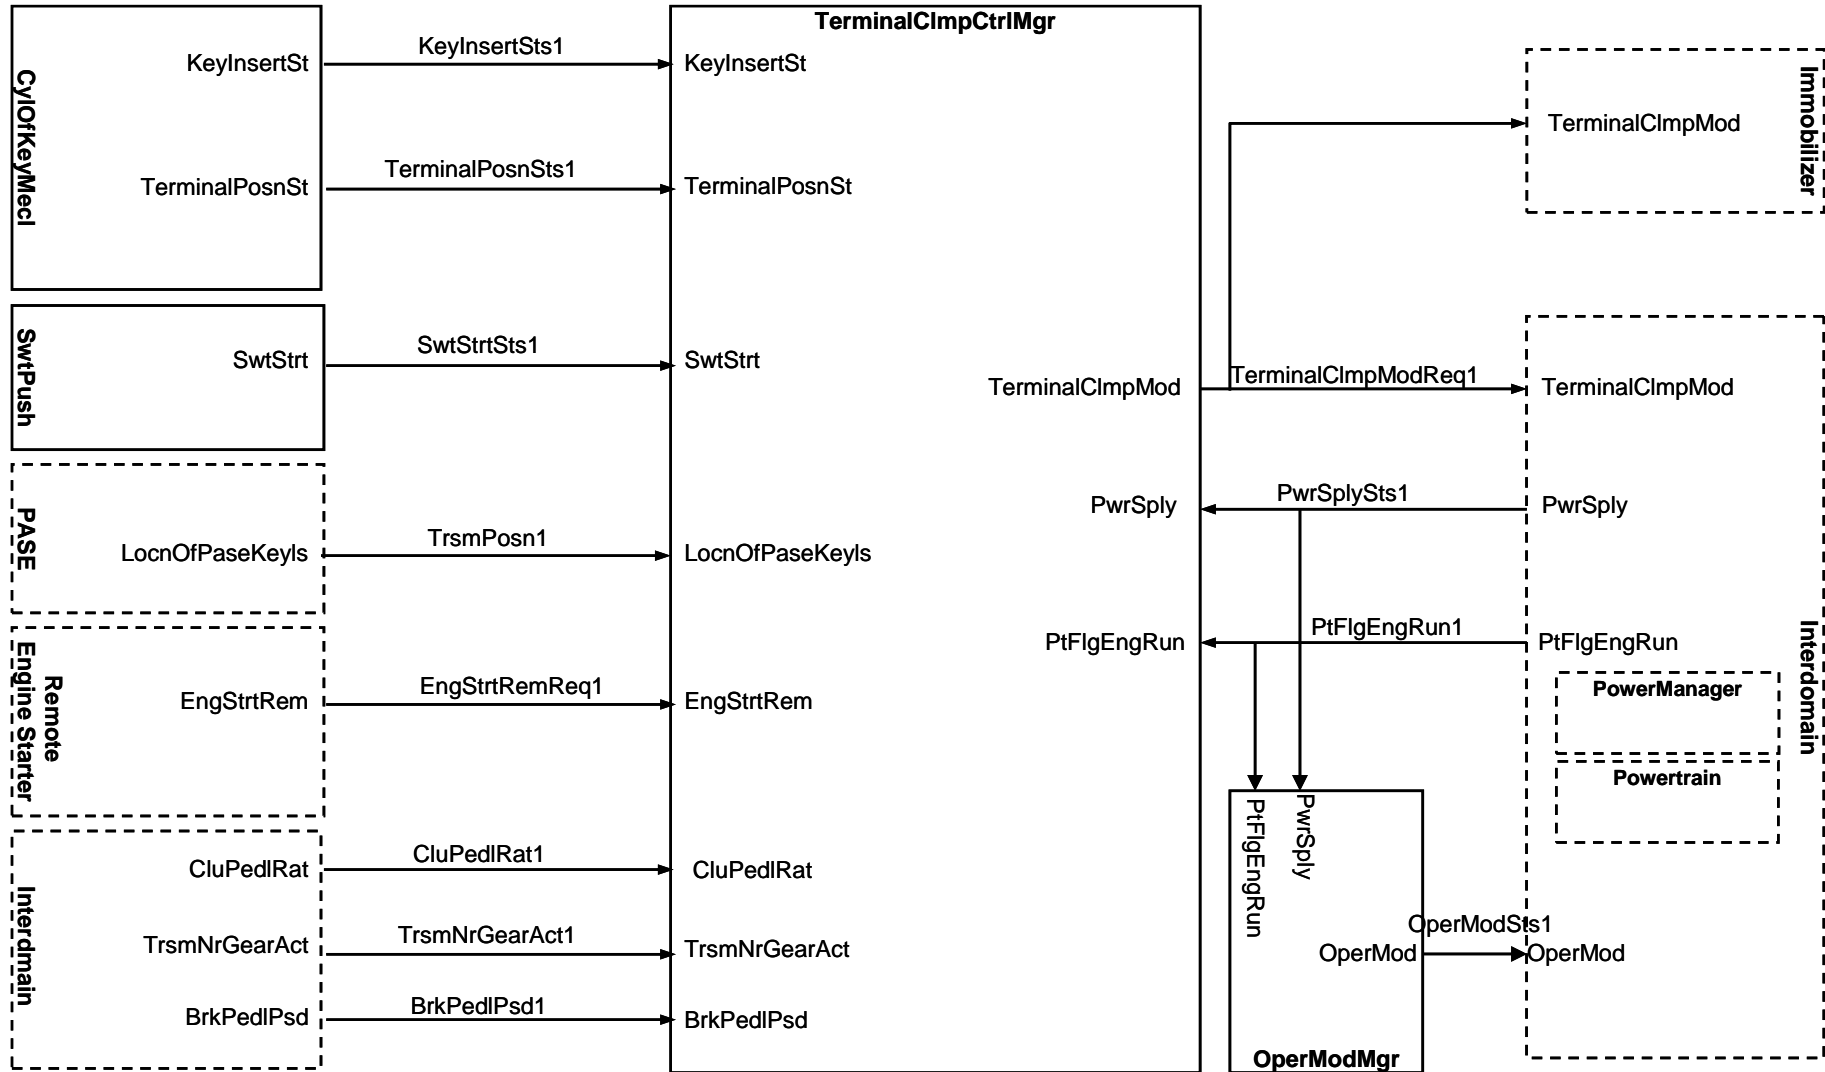 TerminalClmpCtrlMgr
CylOfKeyMecl
KeyInsertSt
KeyInsertSts1
KeyInsertSt
TerminalPosnSt
TerminalPosnSts1
TerminalPosnSt
SwtPush
SwtStrt
SwtStrtSts1
SwtStrt
PASE
LocnOfPaseKeyIs
TrsmPosn1
LocnOfPaseKeyIs
Remote
Engine Starter
EngStrtRem
EngStrtRemReq1
EngStrtRem
Interdmain
CluPedlRat
CluPedlRat1
CluPedlRat
TrsmNrGearAct
TrsmNrGearAct1
TrsmNrGearAct
BrkPedlPsd
BrkPedlPsd1
BrkPedlPsd
TerminalClmpMod
TerminalClmpModReq1
TerminalClmpMod
Immobilizer
TerminalClmpMod
PwrSply
PwrSplySts1
PwrSply
PtFlgEngRun
PtFlgEngRun1
PtFlgEngRun
Interdomain
PowerManager
Powertrain
PtFlgEngRun
PwrSply
OperMod
OperModSts1
OperMod
OperModMgr